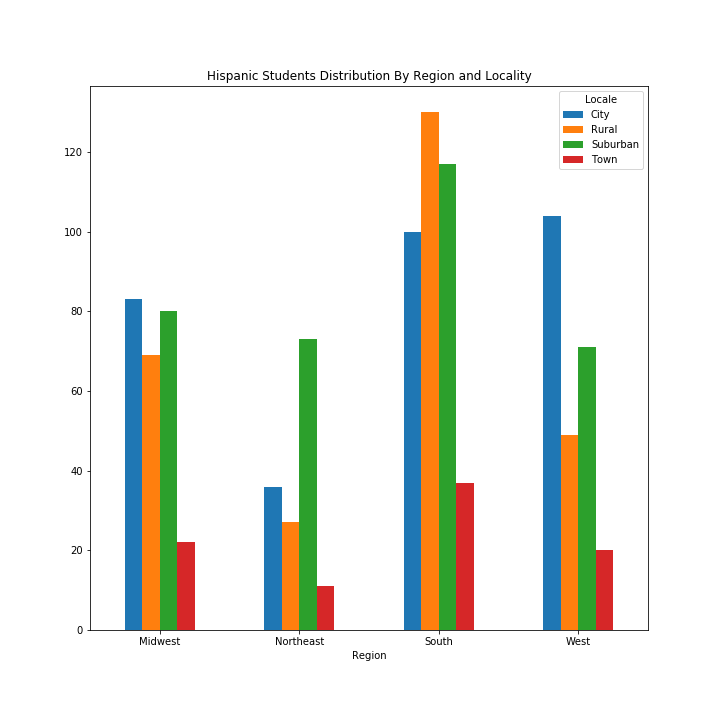 Hispanic Students Distribution By Region and Locality
Locale
City
Rural
Suburban
Town
120
100
80
60
40
20
0
Midwest
Northeast
South
West
Region